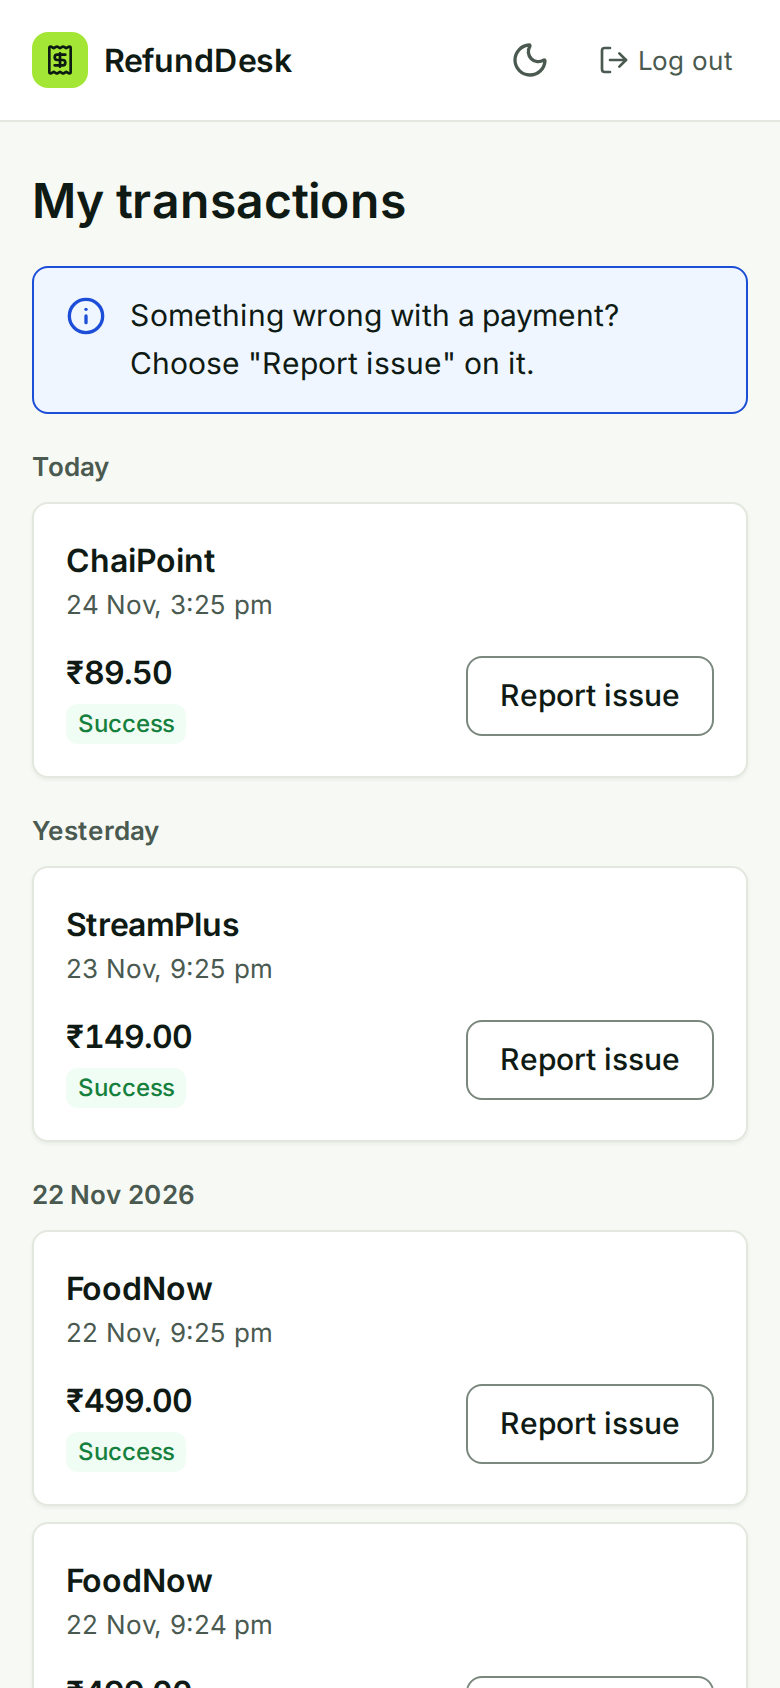 RefundDesk
Log out
My transactions
Something wrong with a payment?
Choose "Report issue" on it.
Today
ChaiPoint
24 Nov, 3:25 pm
₹89.50
Report issue
Success
Yesterday
StreamPlus
23 Nov, 9:25 pm
₹149.00
Report issue
Success
22 Nov 2026
FoodNow
22 Nov, 9:25 pm
₹499.00
Report issue
Success
FoodNow
22 Nov, 9:24 pm